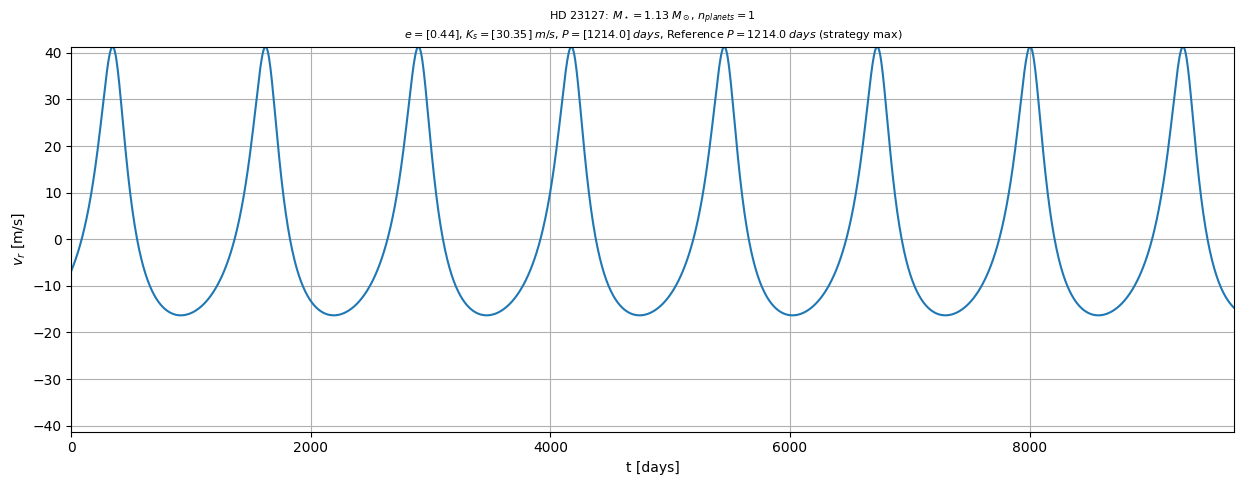 HD 23127: M⋆ = 1.13 M⊙, nplanets = 1
e = [0.44], Ks = [30.35] m/s, P = [1214.0] days, Reference P = 1214.0 days (strategy max)
40
30
20
10
0
−10
−20
−30
−40
vr [m/s]
0 2000 4000 6000 8000
t [days]